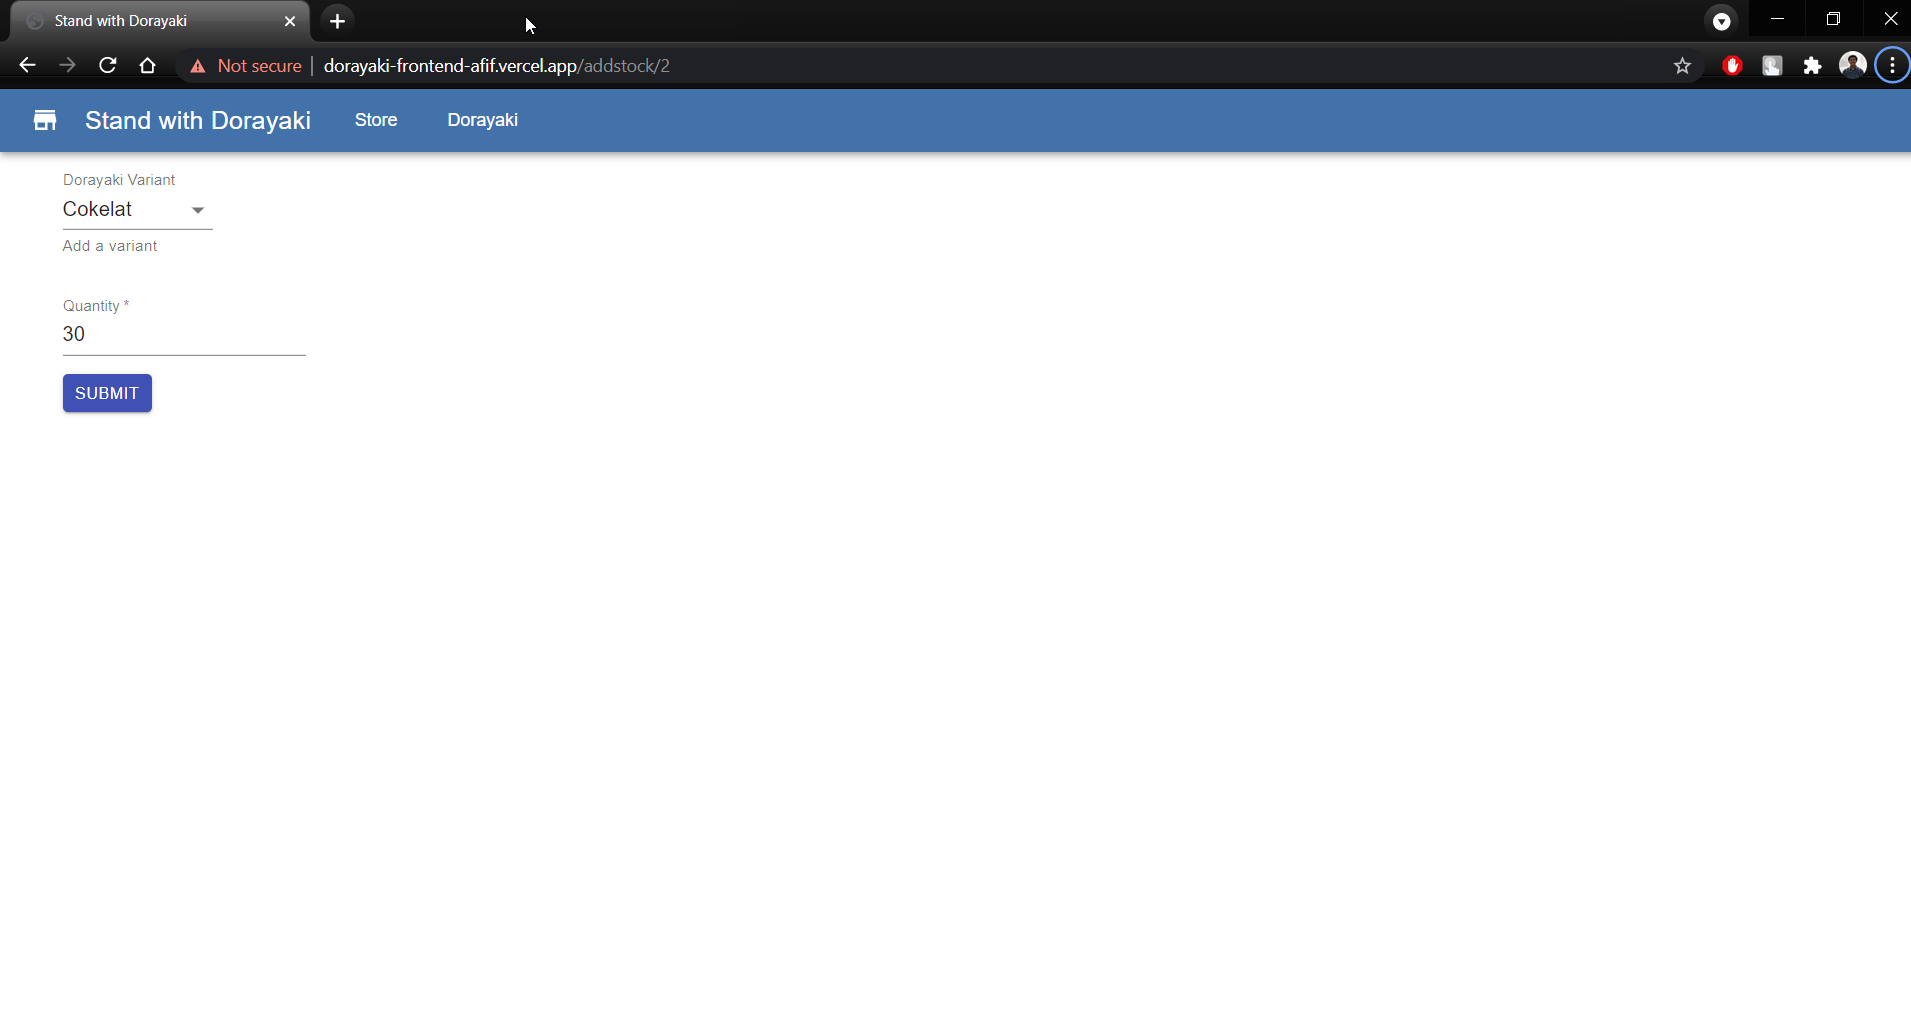 Stand with Dorayaki
Not secure dorayaki-frontend-afif.vercel.app/addstock/2
Stand with Dorayaki Store Dorayaki
Dorayaki Variant
Cokelat
Add a variant
Quantity *
30
SUBMIT